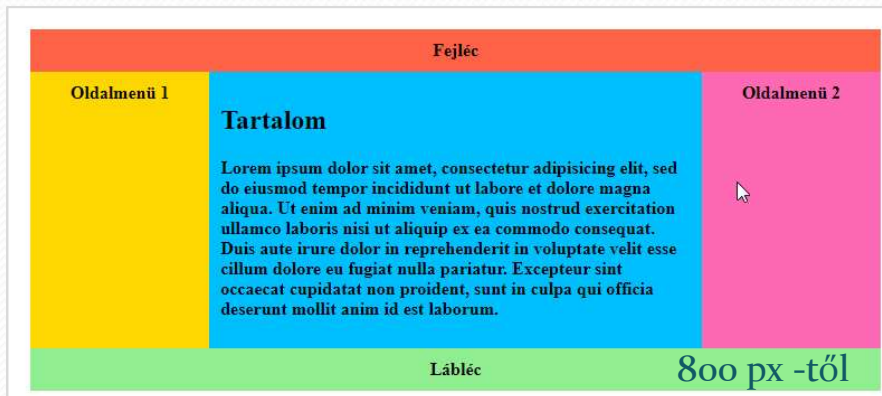 Fejléc
Oldalmenü 1
Tartalom
Lorem ipsum dolor sit amet, consectetur adipisicing elit, sed
do eiusmod tempor incididunt ut labore et dolore magna
aliqua. Ut enim ad minim veniam, quis nostrud exercitation
ullamco laboris nisi ut aliquip ex ea commodo consequat.
Duis aute irure dolor in reprehenderit in voluptate velit esse
cillum dolore eu fugiat nulla pariatur. Excepteur sint
occaecat cupidatat non proident, sunt in culpa qui officia
deserunt mollit anim id est laborum.
Oldalmenü 2
Lábléc
800 px -től